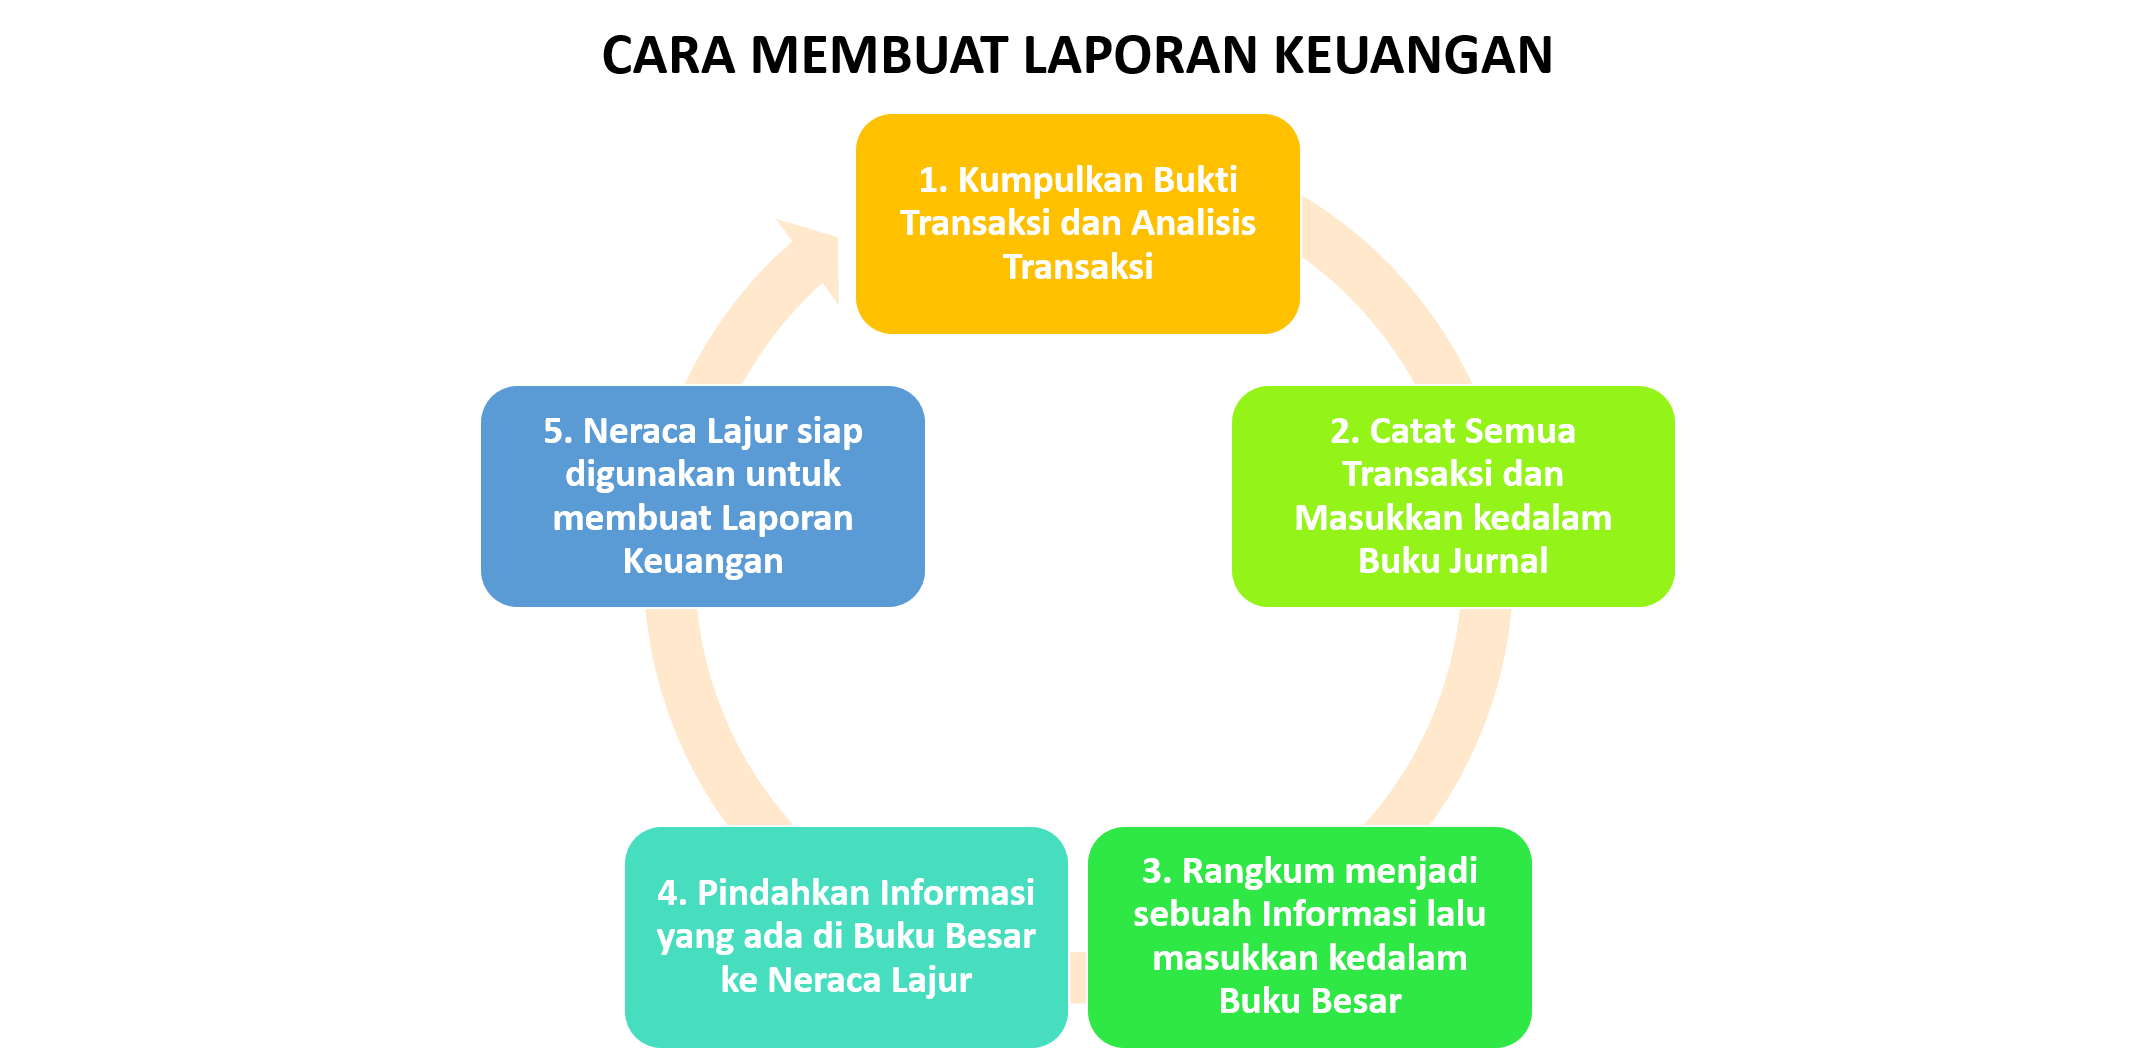 CARA MEMBUAT LAPORAN KEUANGAN
1. Kumpulkan Bukti
Transaksi dan Analisis
Transaksi
2. Catat Semua
Transaksi dan
Masukkan kedalam
Buku Jurnal
3. Rangkum menjadi
sebuah Informasi lalu
masukkan kedalam
Buku Besar
4. Pindahkan Informasi
yang ada di Buku Besar
ke Neraca Lajur
5. Neraca Lajur siap
digunakan untuk
membuat Laporan
Keuangan